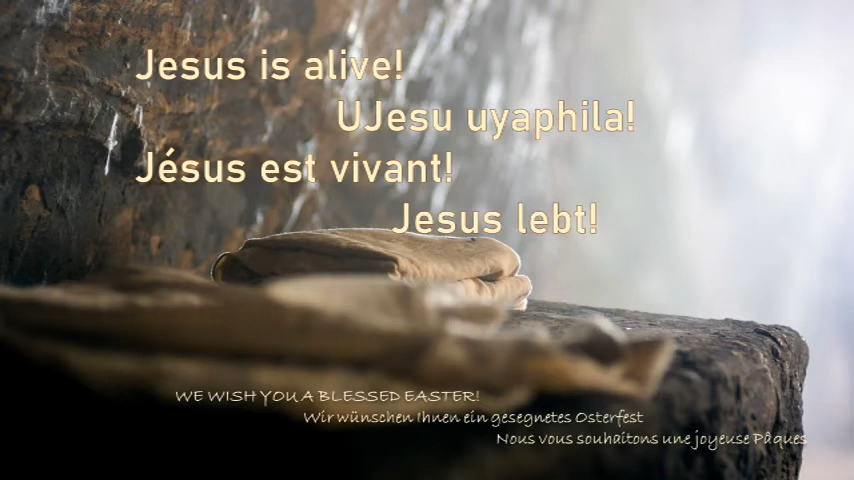 Jesus is alive!
UJesu uyaphila!
Jésus est vivant!
Jesus lebt!
WE WISH YOU A BLESSED EASTER!
Wir wünschen Ihnen ein gesegnetes Osterfest
Nous vous souhaitons une joyeuse Pâques